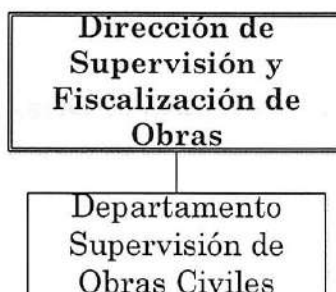 Dirección de
Supervisión y
Fiscalización de
Obras
Departamento
Supervisión de
Obras Civiles